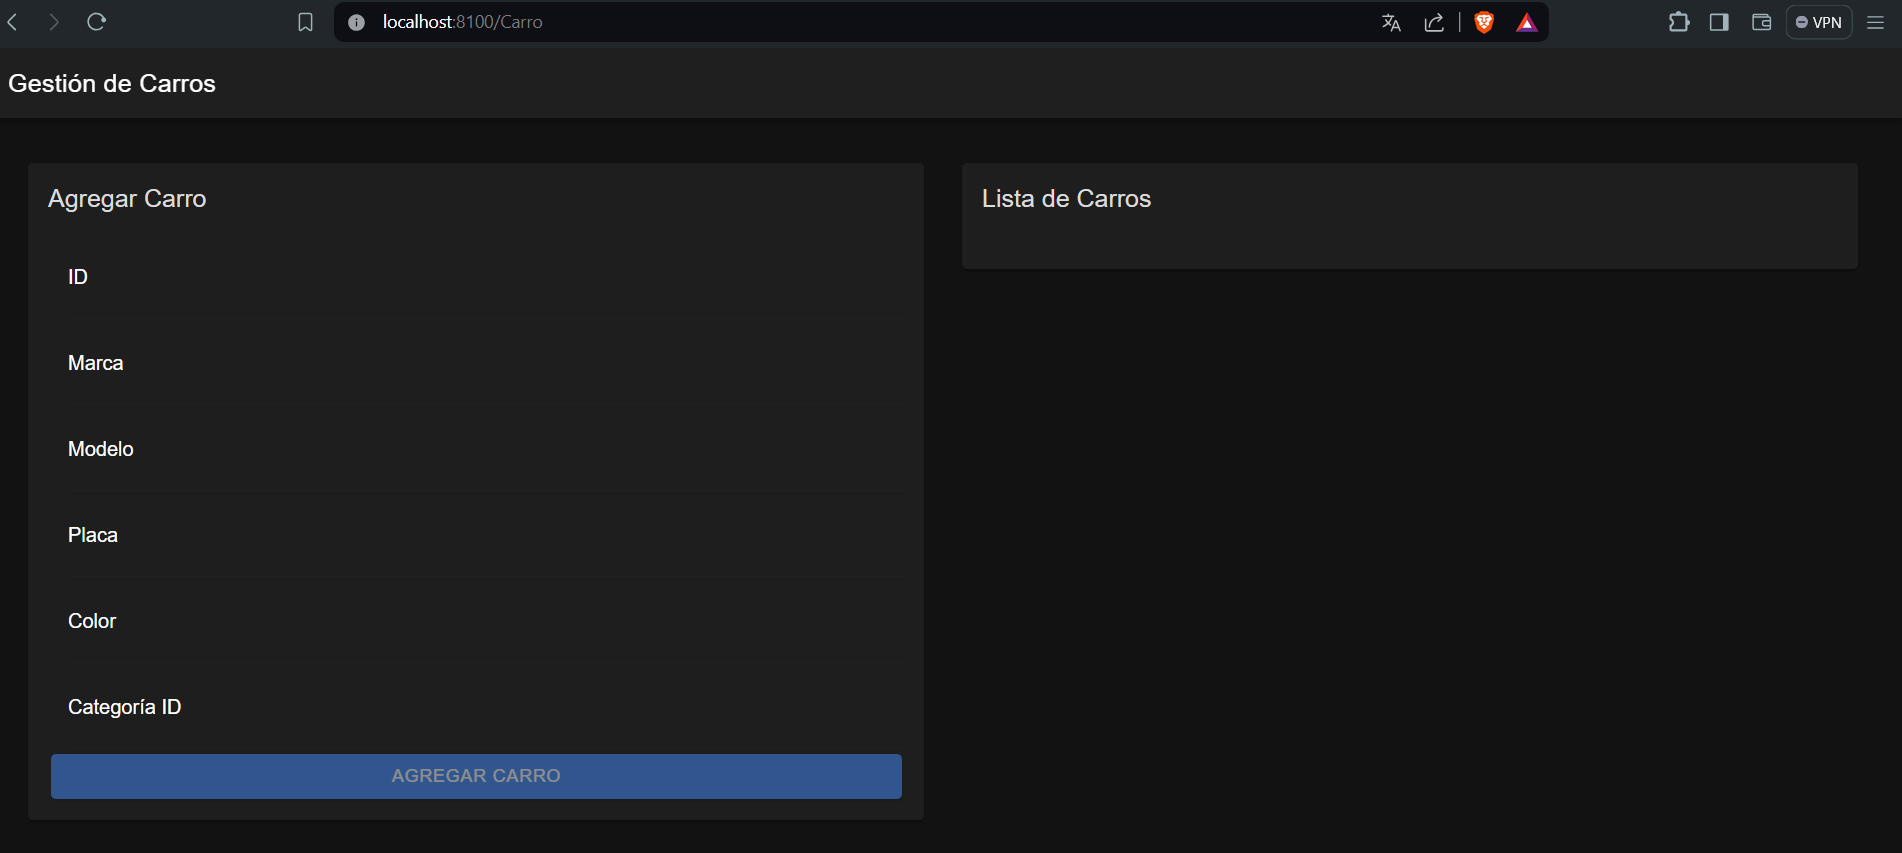 localhost:8100/Carro
VPN
Gestión de Carros
Agregar Carro
ID
Marca
Modelo
Placa
Color
Categoría ID
AGREGAR CARRO
Lista de Carros